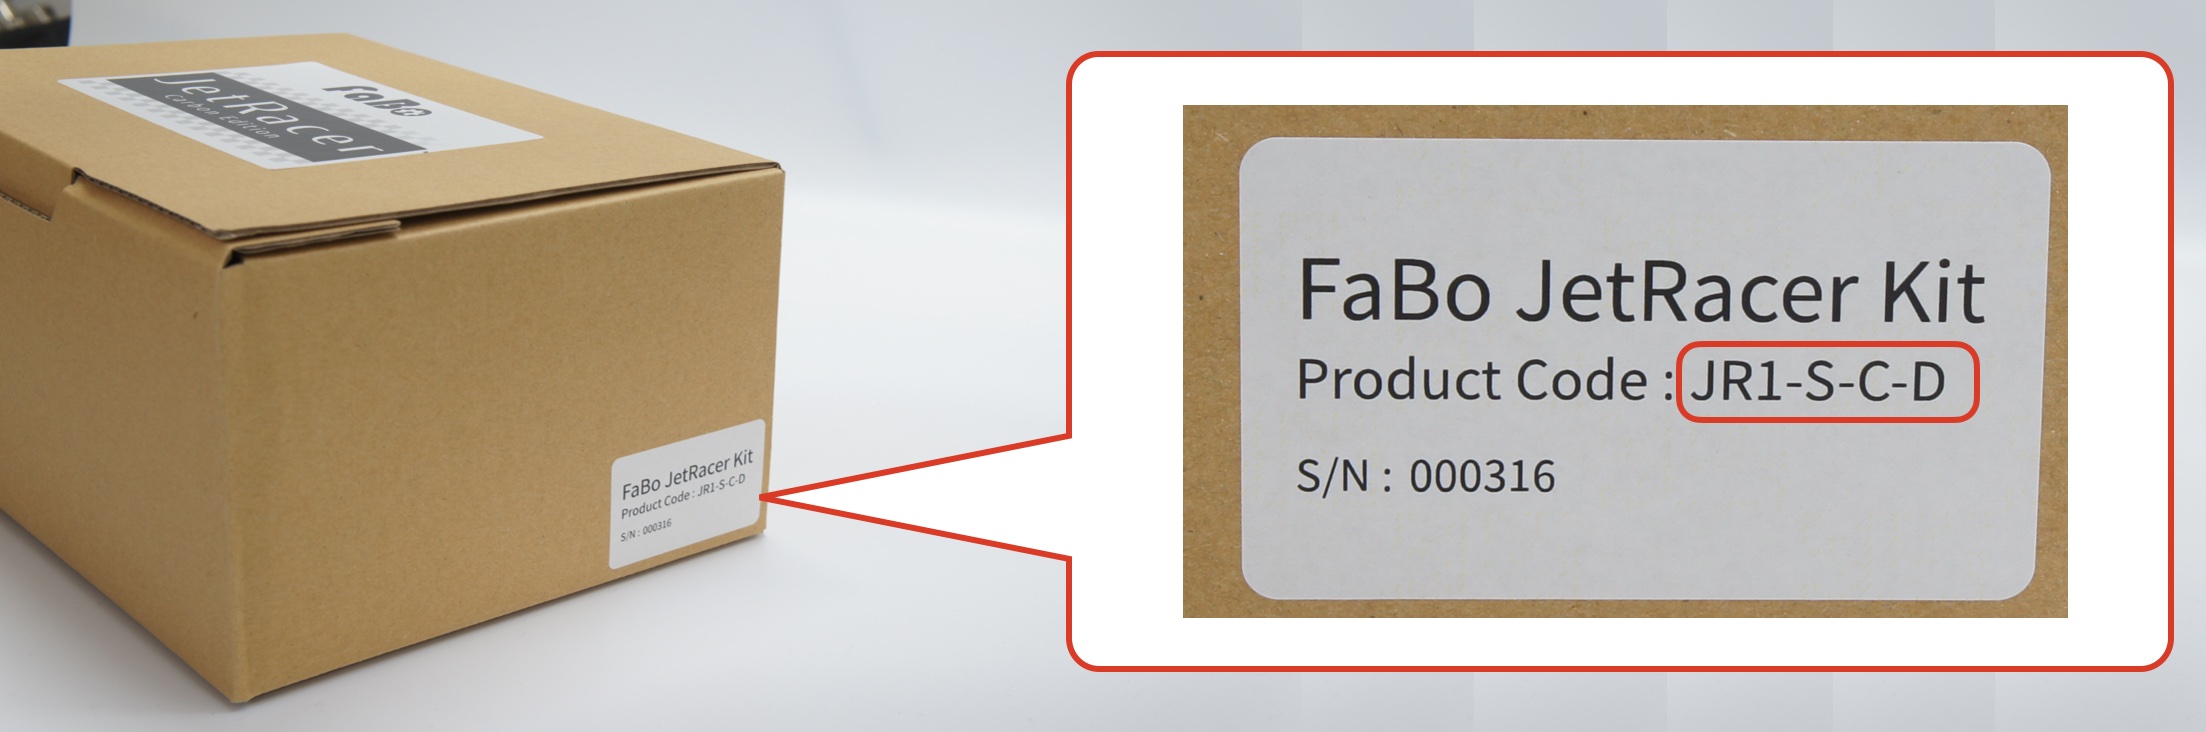 FaBo
JetRacer
Carbon Edition
FaBo JetRacer Kit
Product Code : JR1-S-C-D
S/N : 000316
FaBo JetRacer Kit
Product Code : JR1-S-C-D
S/N : 000316